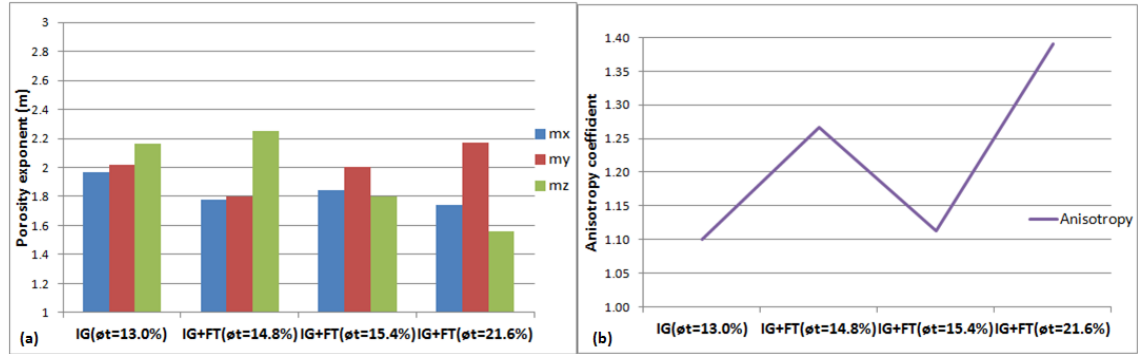 3
2.8
2.6
2.4
2.2
2
1.8
1.6
1.4
1.2
1
Porosity exponent (m)
mx
my
mz
IG(øt=13.0%) IG+FT(øt=14.8%) IG+FT(øt=15.4%) IG+FT(øt=21.6%)
(a)
1.40
1.35
1.30
1.25
1.20
1.15
1.10
1.05
1.00
Anisotropy coeffident
Anisotropy
IG(øt=13.0%) IG+FT(øt=14.8%) IG+FT(øt=15.4%) IG+FT(øt=21.6%)
(b)